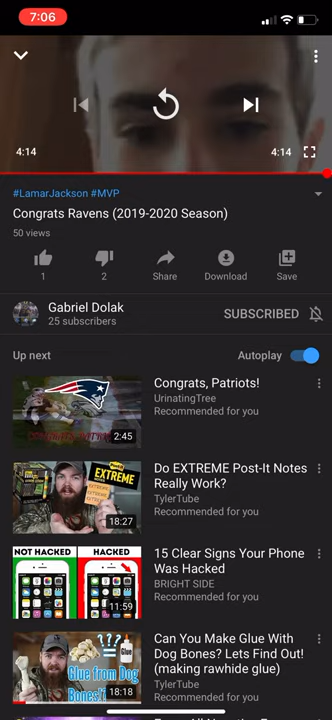 7:06
4:14
4:14
#LamarJackson #MVP
Congrats Ravens (2019-2020 Season)
50 views
1
2
Share
Download
Save
Gabriel Dolak
25 subscribers
SUBSCRIBED
Up next
Autoplay
2:45
Congrats, Patriots!
UrinatingTree
Recommended for you
EXTREME
18:27
Do EXTREME Post-It Notes
Really Work?
TylerTube
Recommended for you
NOT HACKED
HACKED
11:59
15 Clear Signs Your Phone
Was Hacked
BRIGHT SIDE
Recommended for you
???
Glue from Dog
Bones!
18:18
Can You Make Glue With
Dog Bones? Lets Find Out!
(making rawhide glue)
TylerTube
Recommended for you